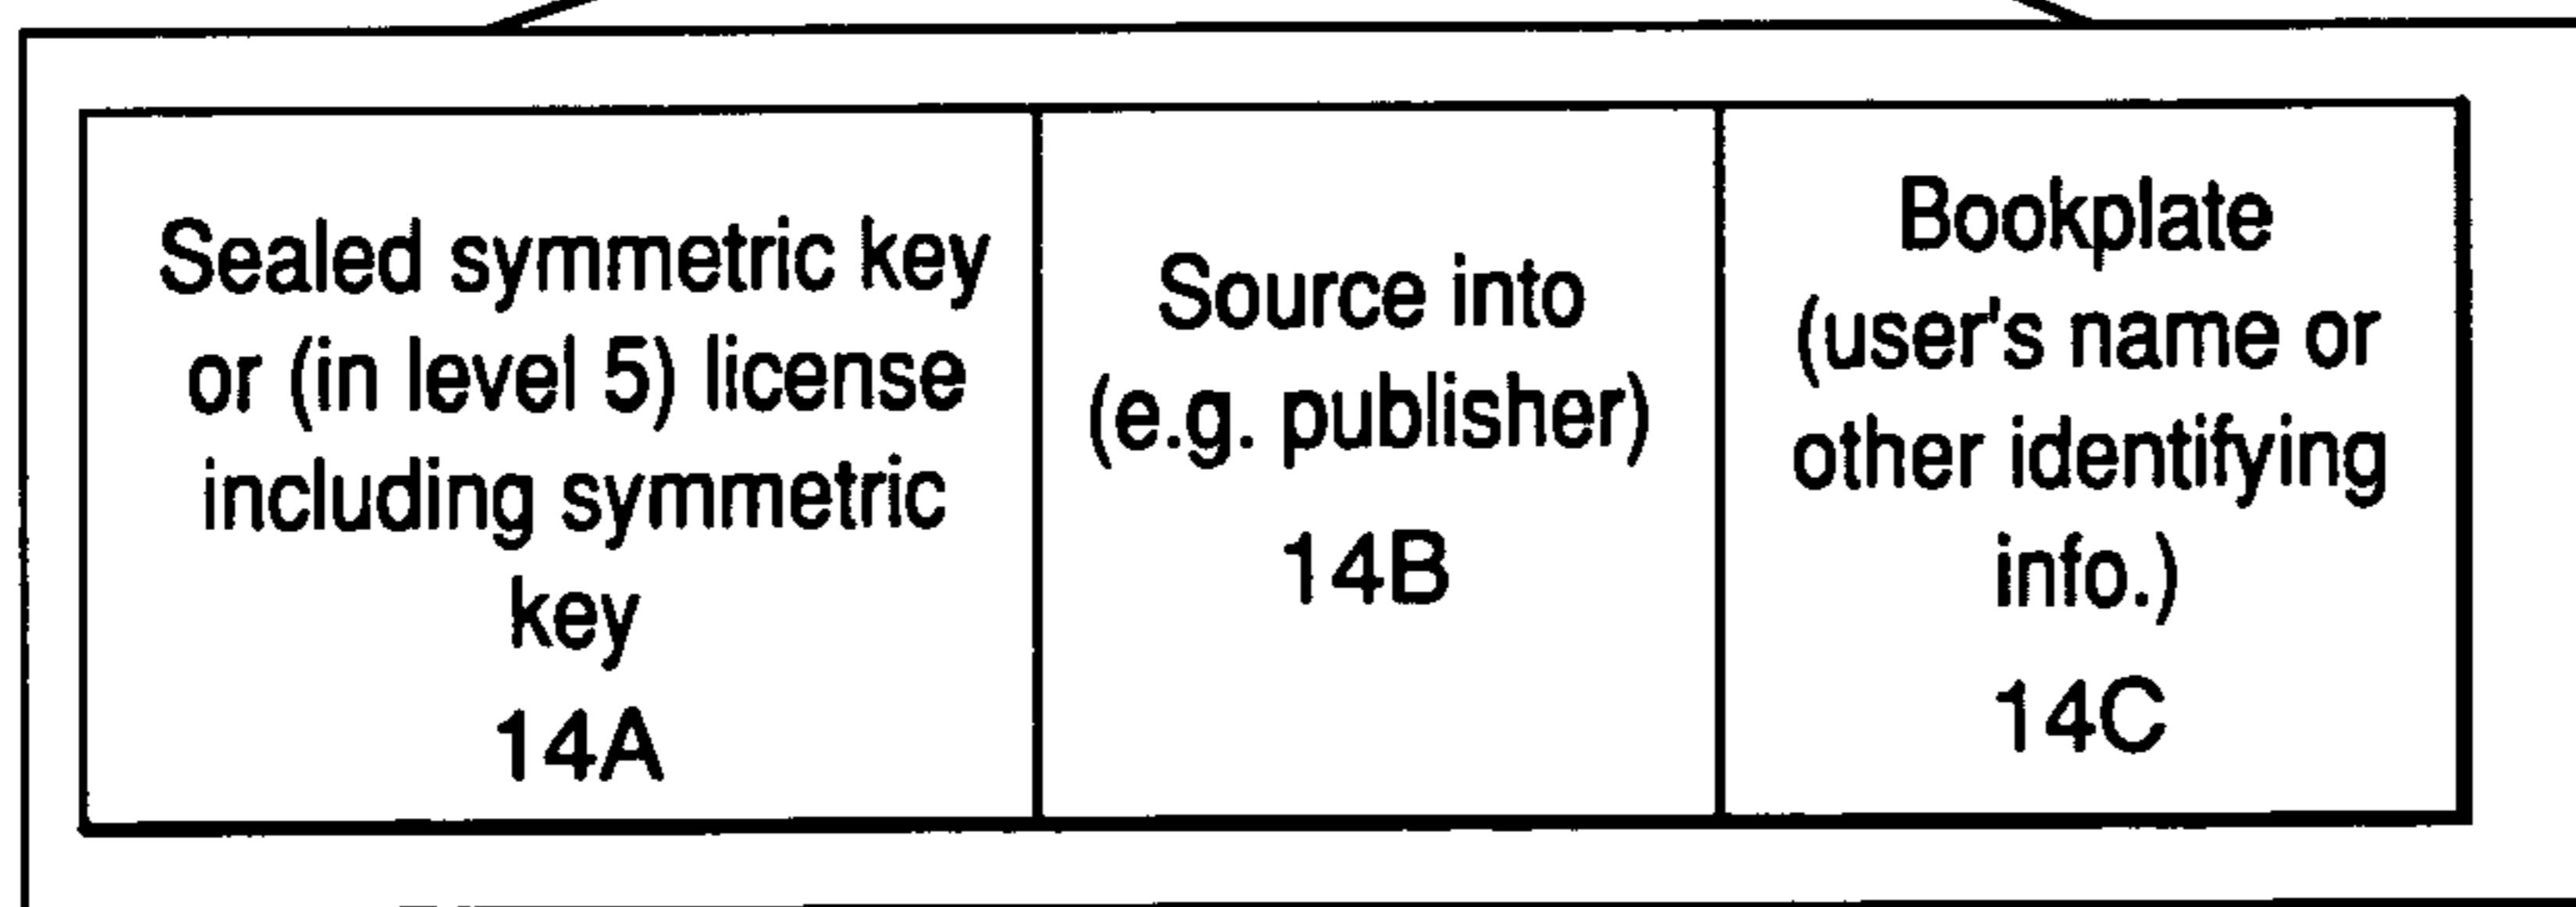 Sealed symmetric key
or (in level 5) license
including symmetric
key
14A
Source into
(e.g. publisher)
14B
Bookplate
(user's name or
other identifying
info.)
14C